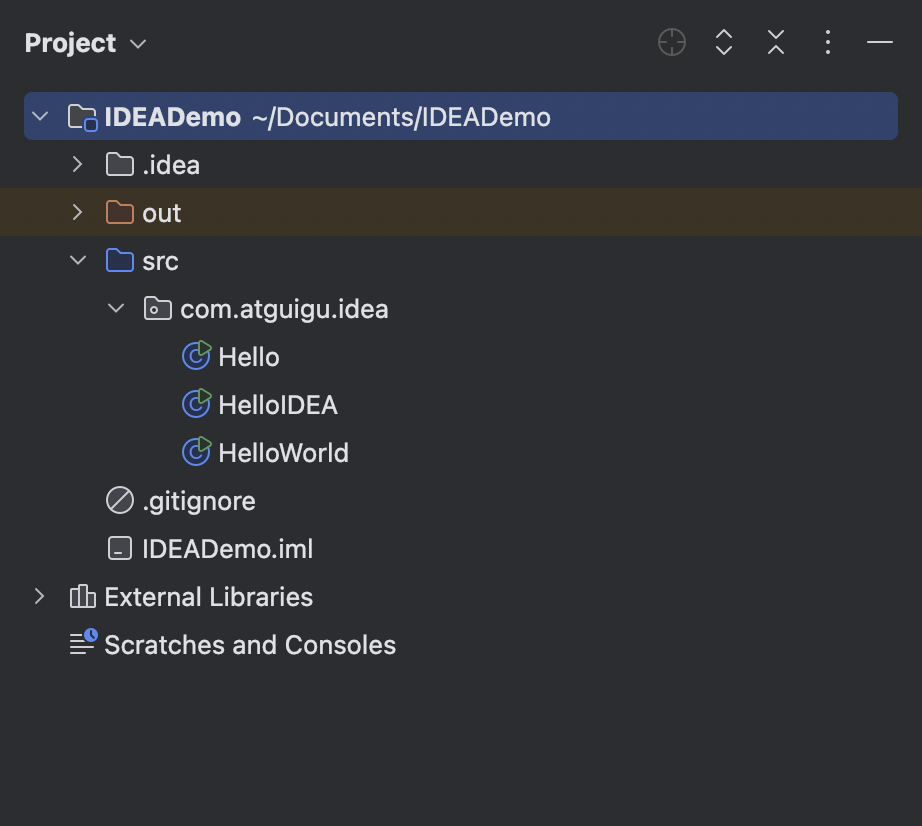 Project
IDEADemo ~/Documents/IDEADemo
.idea
out
src
com.atguigu.idea
Hello
HelloIDEA
HelloWorld
.gitignore
IDEADemo.iml
External Libraries
Scratches and Consoles